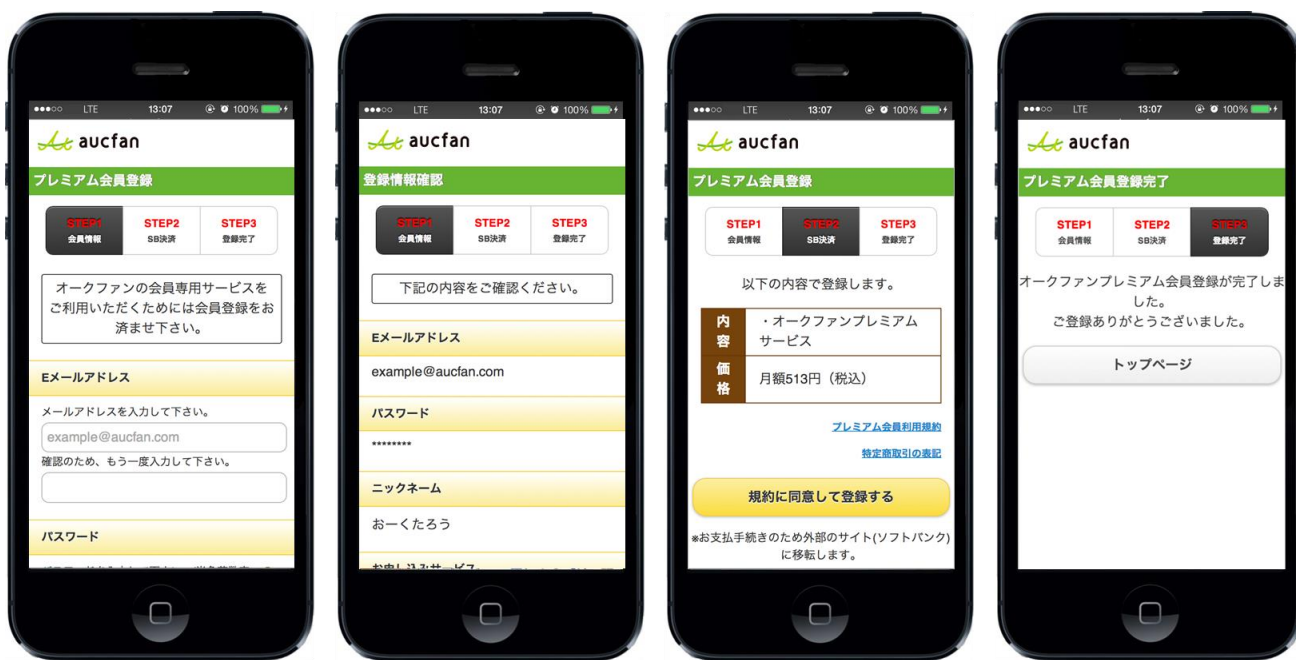 LTE 13:07 100%
aucfan
プレミアム会員登録
STEP1 STEP2 STEP3
会員情報 SB決済 登録完了
オークファンの会員専用サービスを
ご利用いただくためには会員登録をお
済ませ下さい。
Eメールアドレス
メールアドレスを入力して下さい。
example@aucfan.com
確認のため、もう一度入力して下さい。
パスワード
LTE 13:07 100%
aucfan
登録情報確認
STEP1 STEP2 STEP3
会員情報 SB決済 登録完了
下記の内容をご確認ください。
Eメールアドレス
example@aucfan.com
パスワード
********
ニックネーム
おーくたろう
お申し込みサービス
LTE 13:07 100%
aucfan
プレミアム会員登録
STEP1 STEP2 STEP3
会員情報 SB決済 登録完了
以下の内容で登録します。
内容 ・オークファンプレミアム
サービス
価格 月額513円（税込）
プレミアム会員利用規約
特定商取引の表記
規約に同意して登録する
※お支払手続きのため外部のサイト(ソフトバンク)
に移転します。
LTE 13:07 100%
aucfan
プレミアム会員登録完了
STEP1 STEP2 STEP3
会員情報 SB決済 登録完了
オークファンプレミアム会員登録が完了しま
した。
ご登録ありがとうございました。
トップページ